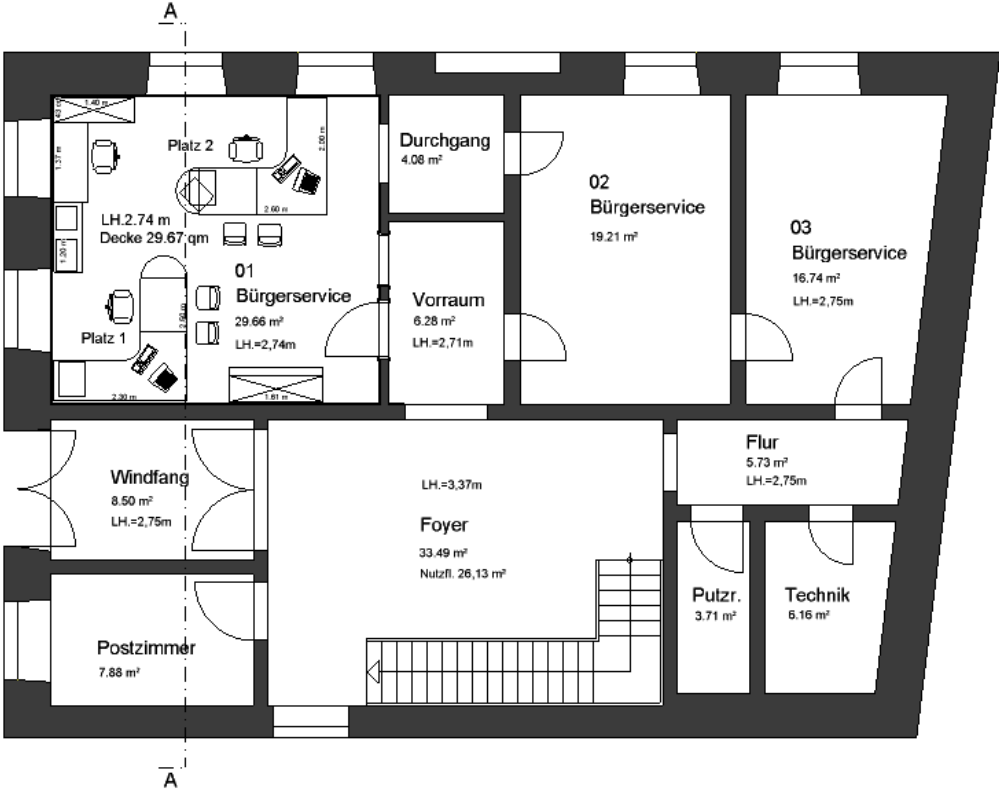 A
1.40 m
43 m
1.37 m
Platz 2
2.00 m
2.60 m
LH.2.74 m
Decke 29.67 qm
1.20 m
01
Bürgerservice
29.66 m²
LH.=2,74m
Platz 1
2.50 m
2.30 m
1.61 m
Durchgang
4.08 m²
Vorraum
6.28 m²
LH.=2,71m
02
Bürgerservice
19.21 m²
03
Bürgerservice
16.74 m²
LH.=2,75m
Windfang
8.50 m²
LH.=2,75m
LH.=3,37m
Foyer
33.49 m²
Nutzfl. 26,13 m²
Flur
5.73 m²
LH.=2,75m
Postzimmer
7.88 m²
Putzr.
3.71 m²
Technik
6.16 m²
A